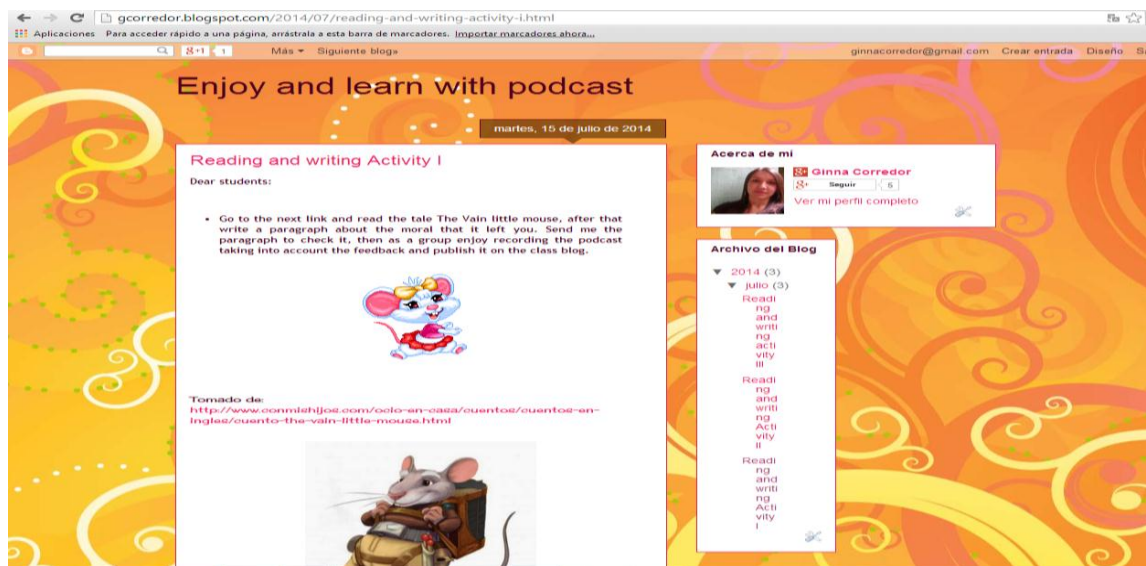 gcorredor.blogspot.com/2014/07/reading-and-writing-activity-i.html
Aplicaciones Para acceder rápido a una página, arrástrala a esta barra de marcadores. Importar marcadores ahora...
g+1 1 Más Siguiente blog» ginnacorredor@gmail.com Crear entrada Diseño
Enjoy and learn with podcast
martes, 15 de julio de 2014
Reading and writing Activity I
Dear students:
• Go to the next link and read the tale The Vain little mouse, after that
write a paragraph about the moral that it left you. Send me the
paragraph to check it, then as a group enjoy recording the podcast
taking into account the feedback and publish it on the class blog.
Tomado de:
http://www.conmishijos.com/ocio-en-casa/cuentos/cuentos-en-
ingles/cuento-the-vain-little-mouse.html
Acerca de mí
g+ Ginna Corredor
g+ Seguir 5
Ver mi perfil completo
Archivo del Blog
▼ 2014 (3)
▼ julio (3)
Readi
ng
and
writi
ng
acti
vity
III
Readi
ng
and
writi
ng
Acti
vity
II
Readi
ng
and
writi
ng
Acti
vity
I